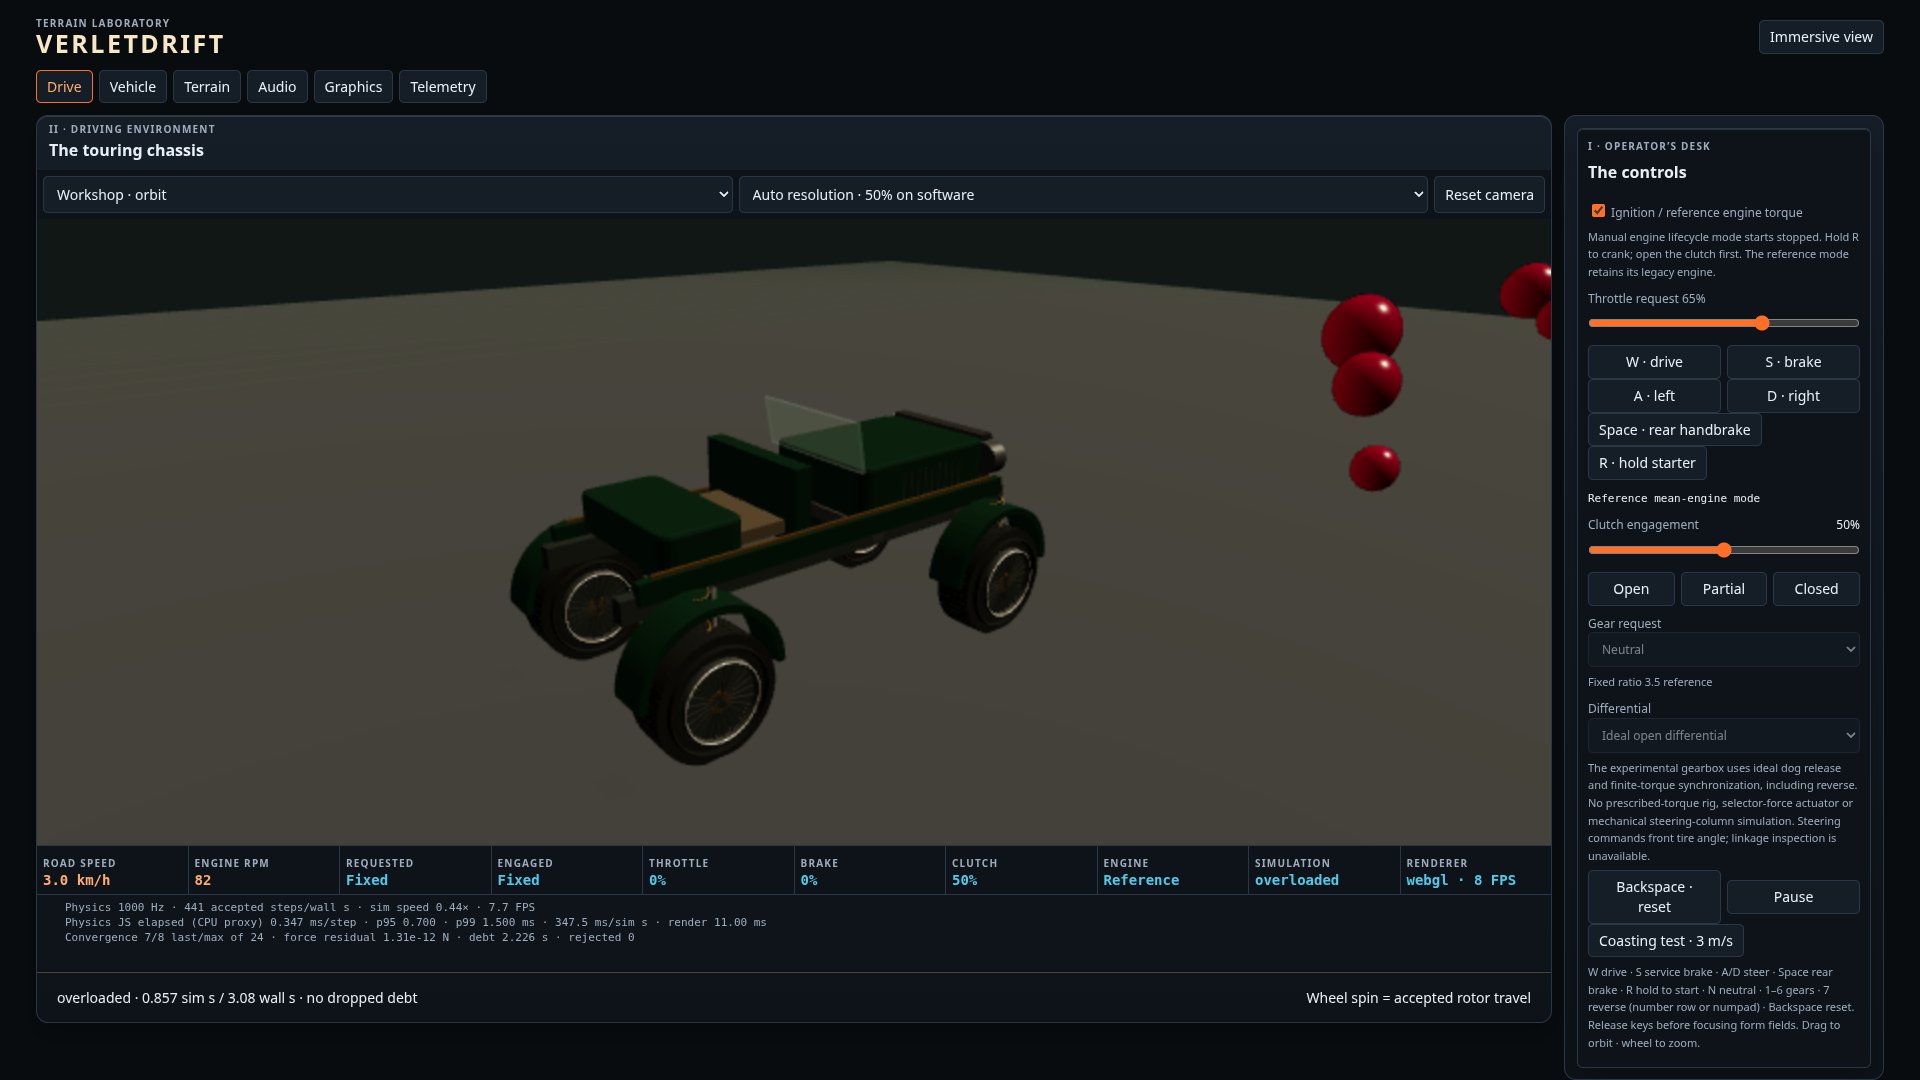 TERRAIN LABORATORY
VERLETDRIFT
Immersive view
Drive
Vehicle
Terrain
Audio
Graphics
Telemetry
II · DRIVING ENVIRONMENT
The touring chassis
Workshop · orbit
Auto resolution · 50% on software
Reset camera
ROAD SPEED
3.0 km/h
ENGINE RPM
82
REQUESTED
Fixed
ENGAGED
Fixed
THROTTLE
0%
BRAKE
0%
CLUTCH
50%
ENGINE
Reference
SIMULATION
overloaded
RENDERER
webgl · 8 FPS
Physics 1000 Hz · 441 accepted steps/wall s · sim speed 0.44× · 7.7 FPS
Physics JS elapsed (CPU proxy) 0.347 ms/step · p95 0.700 · p99 1.500 ms · 347.5 ms/sim s · render 11.00 ms
Convergence 7/8 last/max of 24 · force residual 1.31e-12 N · debt 2.226 s · rejected 0
overloaded · 0.857 sim s / 3.08 wall s · no dropped debt
Wheel spin = accepted rotor travel
I · OPERATOR'S DESK
The controls
Ignition / reference engine torque
Manual engine lifecycle mode starts stopped. Hold R
to crank; open the clutch first. The reference mode
retains its legacy engine.
Throttle request 65%
W · drive
S · brake
A · left
D · right
Space · rear handbrake
R · hold starter
Reference mean-engine mode
Clutch engagement
50%
Open
Partial
Closed
Gear request
Neutral
Fixed ratio 3.5 reference
Differential
Ideal open differential
The experimental gearbox uses ideal dog release
and finite-torque synchronization, including reverse.
No prescribed-torque rig, selector-force actuator or
mechanical steering-column simulation. Steering
commands front tire angle; linkage inspection is
unavailable.
Backspace ·
reset
Pause
Coasting test · 3 m/s
W drive · S service brake · A/D steer · Space rear
brake · R hold to start · N neutral · 1–6 gears · 7
reverse (number row or numpad) · Backspace reset.
Release keys before focusing form fields. Drag to
orbit · wheel to zoom.